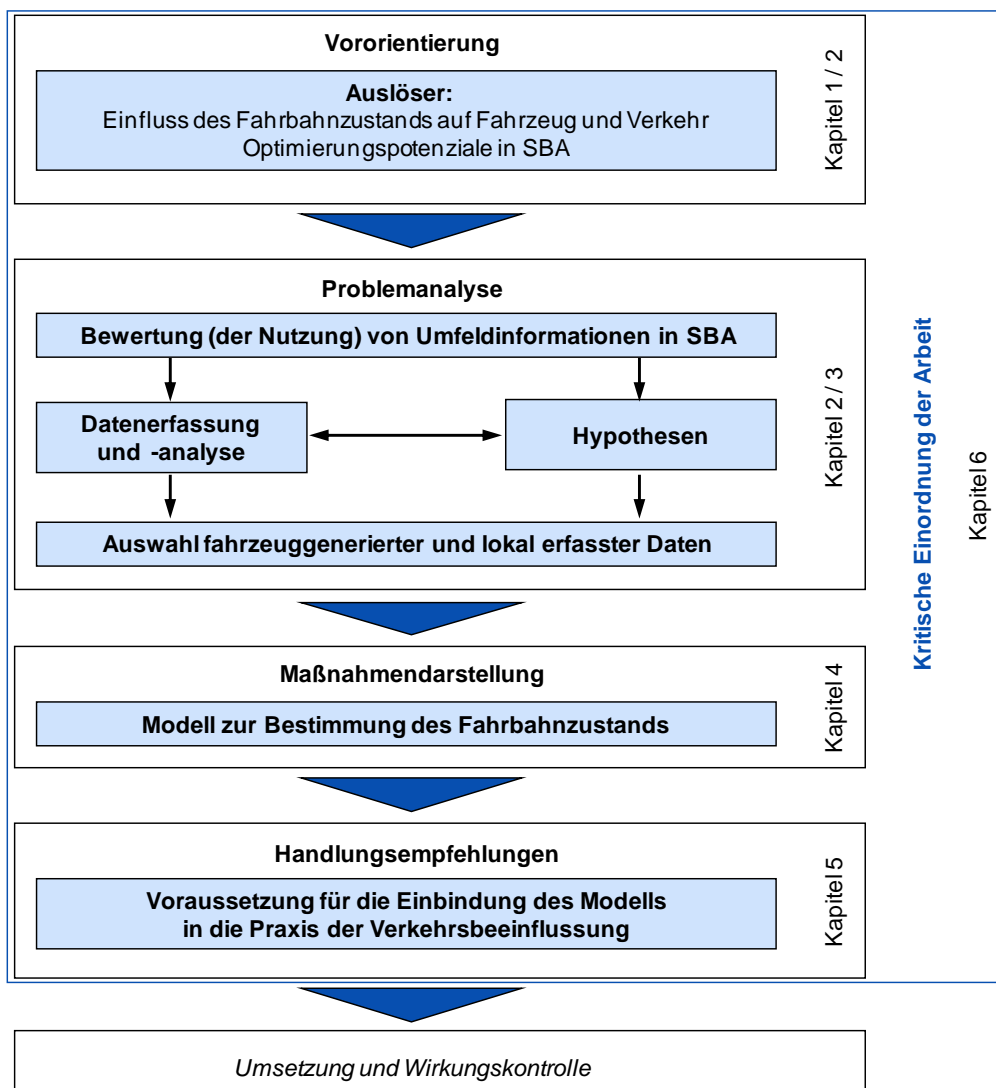 Vororientierung
Auslöser:
Einfluss des Fahrbahnzustands auf Fahrzeug und Verkehr
Optimierungspotenziale in SBA
Kapitel 1 / 2
Problemanalyse
Bewertung (der Nutzung) von Umfeldinformationen in SBA
Datenerfassung
und -analyse
Hypothesen
Auswahl fahrzeuggenerierter und lokal erfasster Daten
Kapitel 2 / 3
Maßnahmendarstellung
Modell zur Bestimmung des Fahrbahnzustands
Kapitel 4
Handlungsempfehlungen
Voraussetzung für die Einbindung des Modells
in die Praxis der Verkehrsbeeinflussung
Kapitel 5
Kritische Einordnung der Arbeit
Kapitel 6
Umsetzung und Wirkungskontrolle